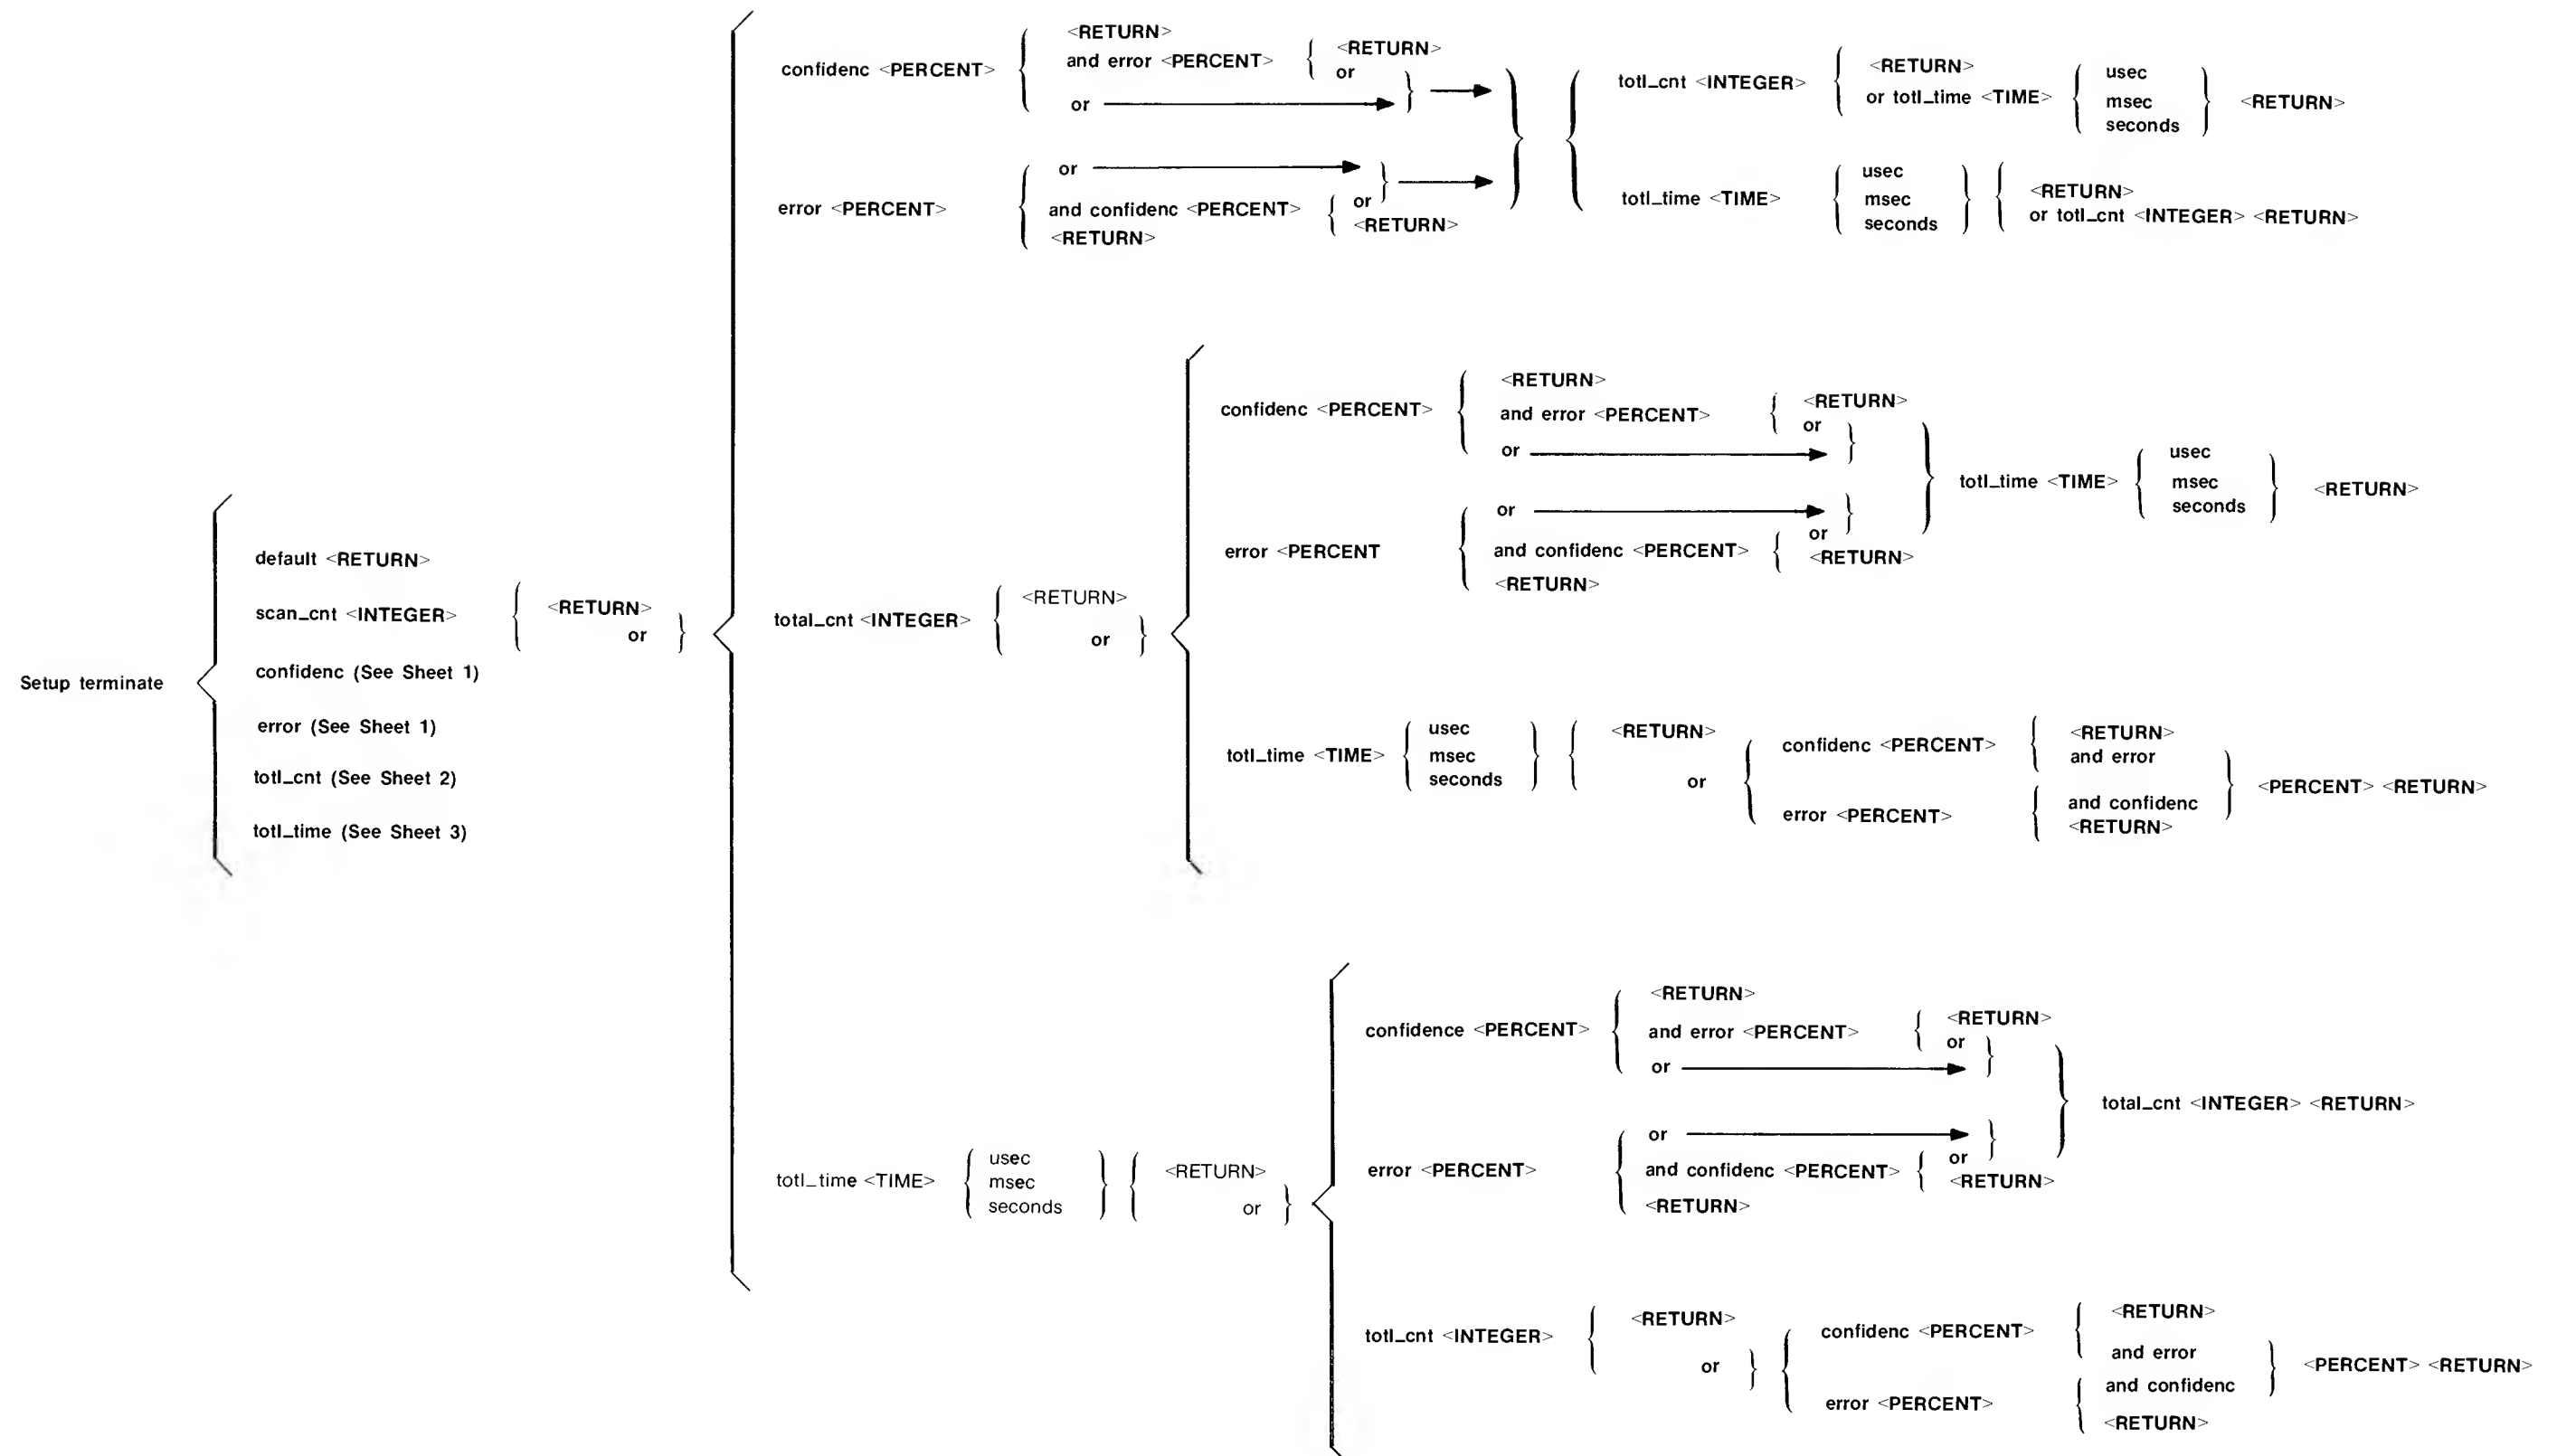 Setup terminate
default <RETURN>
scan_cnt <INTEGER>
confidenc (See Sheet 1)
error (See Sheet 1)
totl_cnt (See Sheet 2)
totl_time (See Sheet 3)
<RETURN>
or
confidenc <PERCENT>
<RETURN>
and error <PERCENT>
or
<RETURN>
or
error <PERCENT>
or
and confidenc <PERCENT>
<RETURN>
or
<RETURN>
totl_cnt <INTEGER>
<RETURN>
or totl_time <TIME>
usec
msec
seconds
<RETURN>
totl_time <TIME>
usec
msec
seconds
<RETURN>
or totl_cnt <INTEGER> <RETURN>
total_cnt <INTEGER>
<RETURN>
or
confidenc <PERCENT>
<RETURN>
and error <PERCENT>
or
<RETURN>
or
error <PERCENT
or
and confidenc <PERCENT>
<RETURN>
or
<RETURN>
totl_time <TIME>
usec
msec
seconds
<RETURN>
totl_time <TIME>
usec
msec
seconds
<RETURN>
or
confidenc <PERCENT>
<RETURN>
and error
error <PERCENT>
and confidenc
<RETURN>
<PERCENT> <RETURN>
totl_time <TIME>
usec
msec
seconds
<RETURN>
or
confidence <PERCENT>
<RETURN>
and error <PERCENT>
or
<RETURN>
or
error <PERCENT>
or
and confidenc <PERCENT>
<RETURN>
or
<RETURN>
total_cnt <INTEGER> <RETURN>
totl_cnt <INTEGER>
<RETURN>
or
confidenc <PERCENT>
<RETURN>
and error
error <PERCENT>
and confidenc
<RETURN>
<PERCENT> <RETURN>